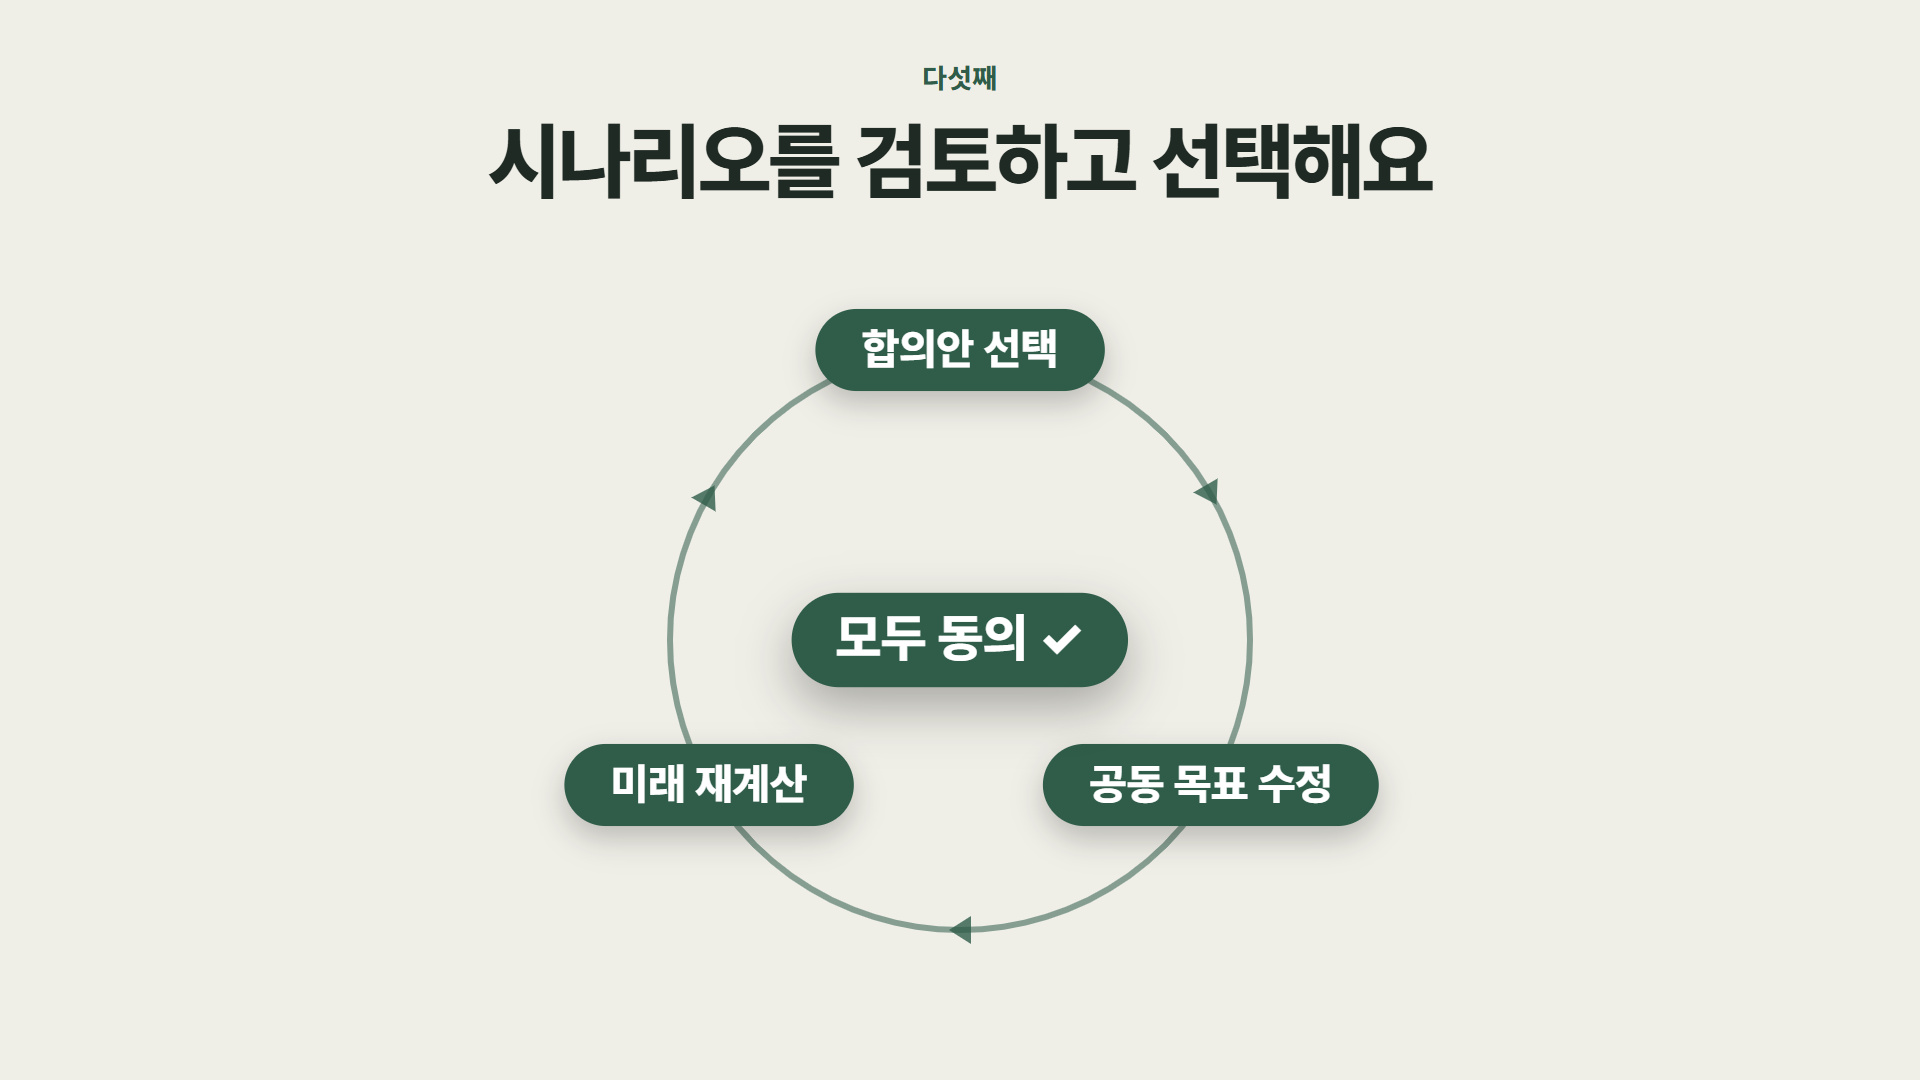 다섯째
시나리오를 검토하고 선택해요
합의안 선택
모두 동의 ✓
미래 재계산
공동 목표 수정